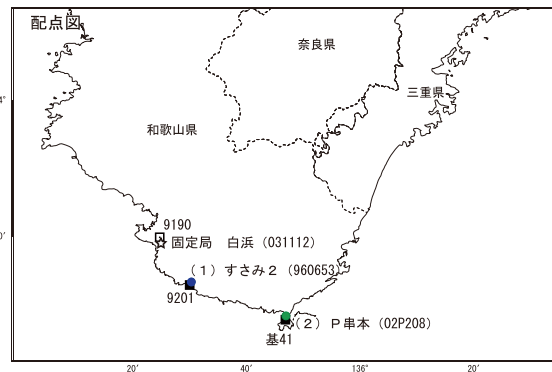 配点図
奈良県
4°
三重県
和歌山県
9190
0′
固定局 白浜(031112)
(1)すさみ2(960653)
9201
(2)P串本(02P208)
基41
20′
40′
136°
20′